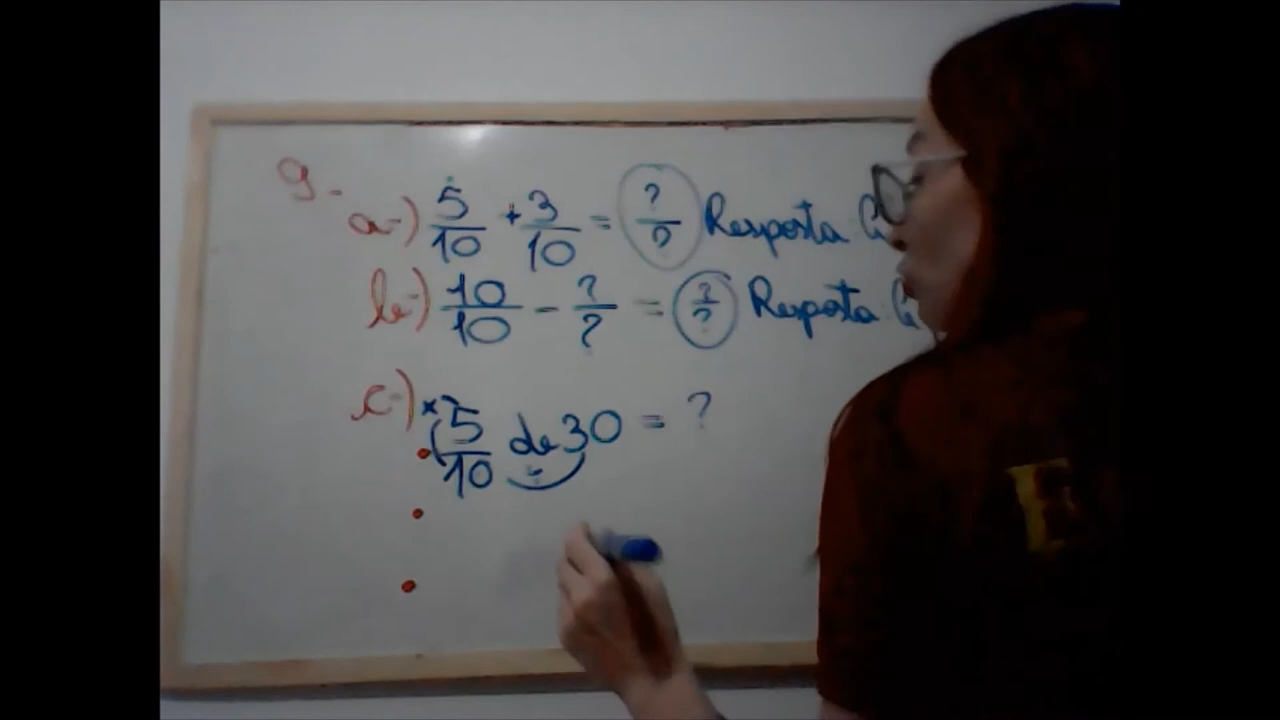 9-
a-) 5/10 + 3/10 = ?/? Resposta
b-) 10/10 - ?/? = ?/? Resposta
c-) × 5/10 de 30 = ?
÷
E